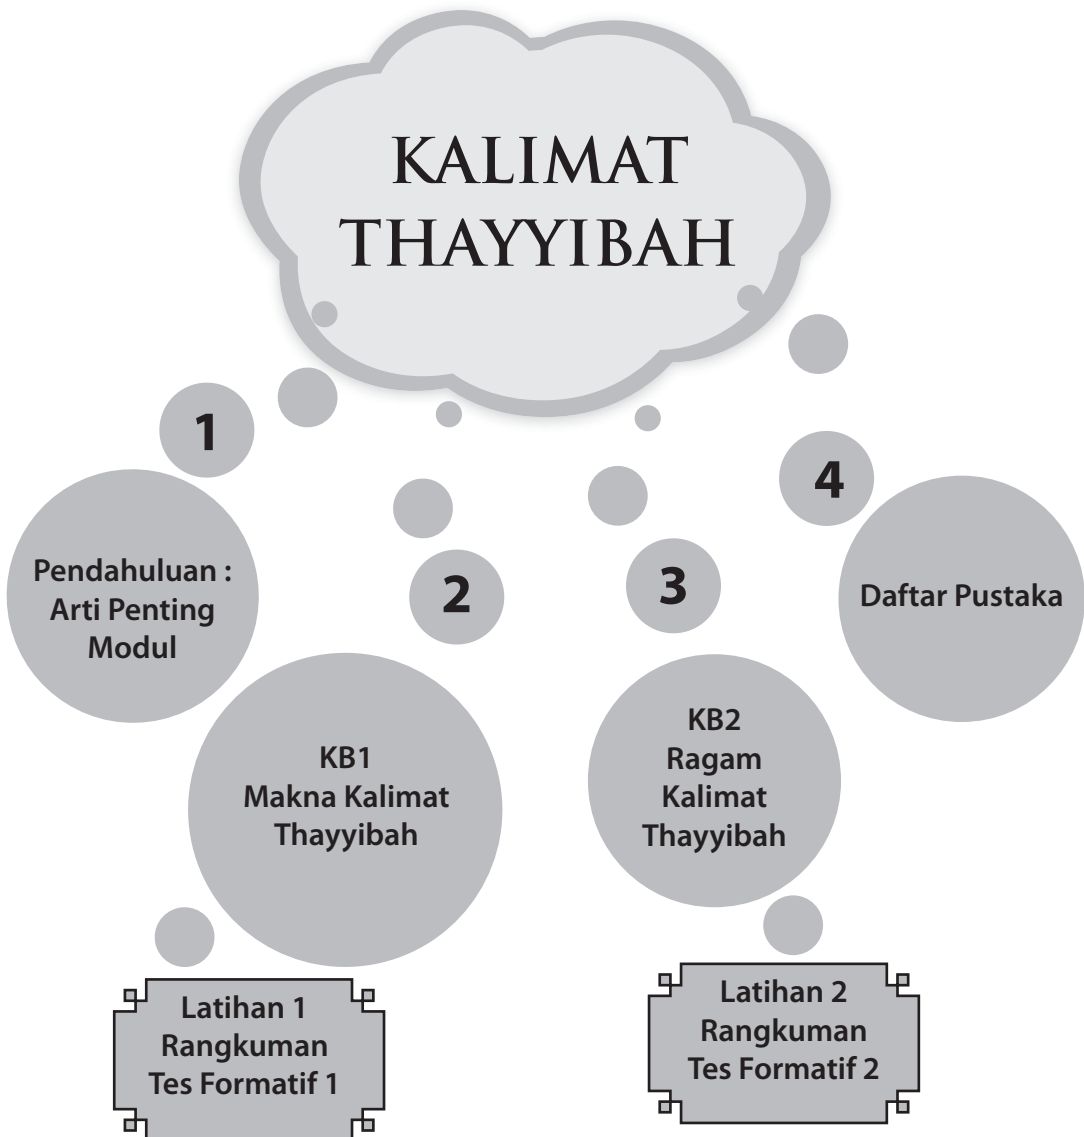 KALIMAT
THAYYIBAH
1
Pendahuluan :
Arti Penting
Modul
2
KB1
Makna Kalimat
Thayyibah
Latihan 1
Rangkuman
Tes Formatif 1
3
KB2
Ragam
Kalimat
Thayyibah
Latihan 2
Rangkuman
Tes Formatif 2
4
Daftar Pustaka